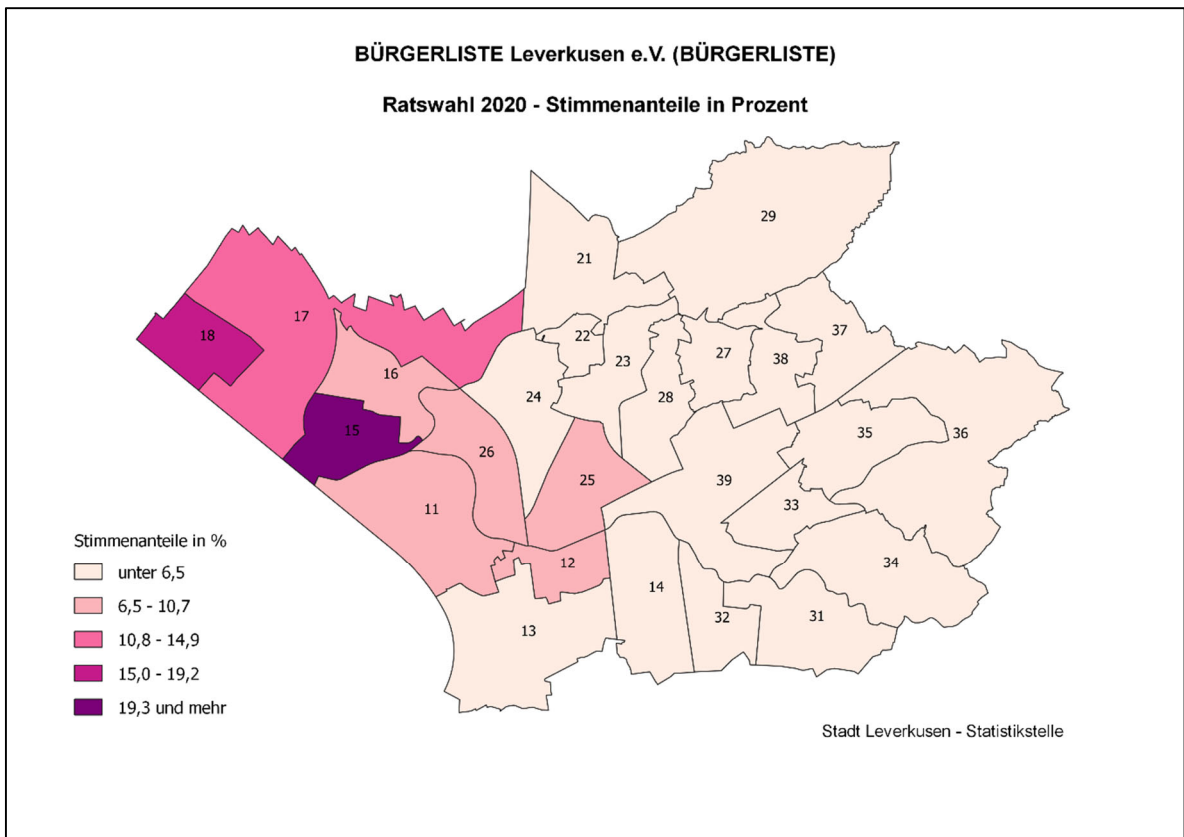 BÜRGERLISTE Leverkusen e.V. (BÜRGERLISTE)
Ratswahl 2020 - Stimmenanteile in Prozent
29
21
17
18
22
37
23
27
38
16
24
28
15
35
36
26
25
39
11
33
12
34
14
13
32
31
Stimmenanteile in %
unter 6,5
6,5 - 10,7
10,8 - 14,9
15,0 - 19,2
19,3 und mehr
Stadt Leverkusen - Statistikstelle